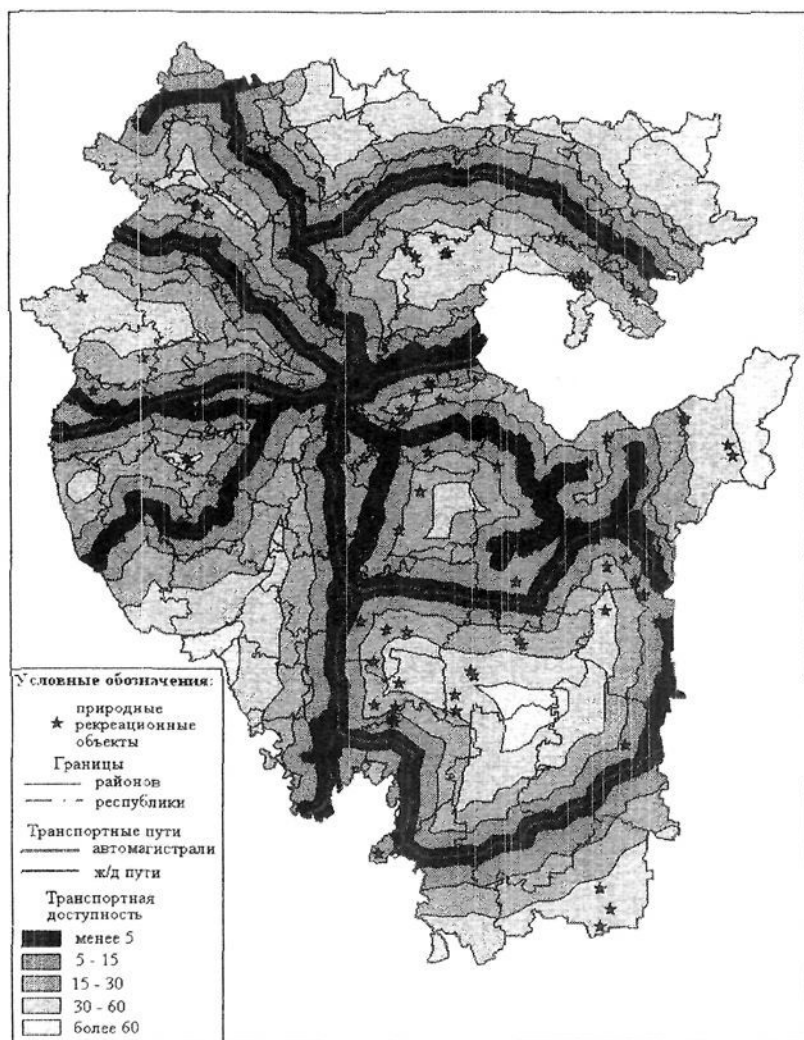 Условные обозначения:
природные
рекреационные
объекты
Границы
районов
республики
Транспортные пути
автомагистрали
ж/д пути
Транспортная
доступность
менее 5
5 - 15
15 - 30
30 - 60
более 60